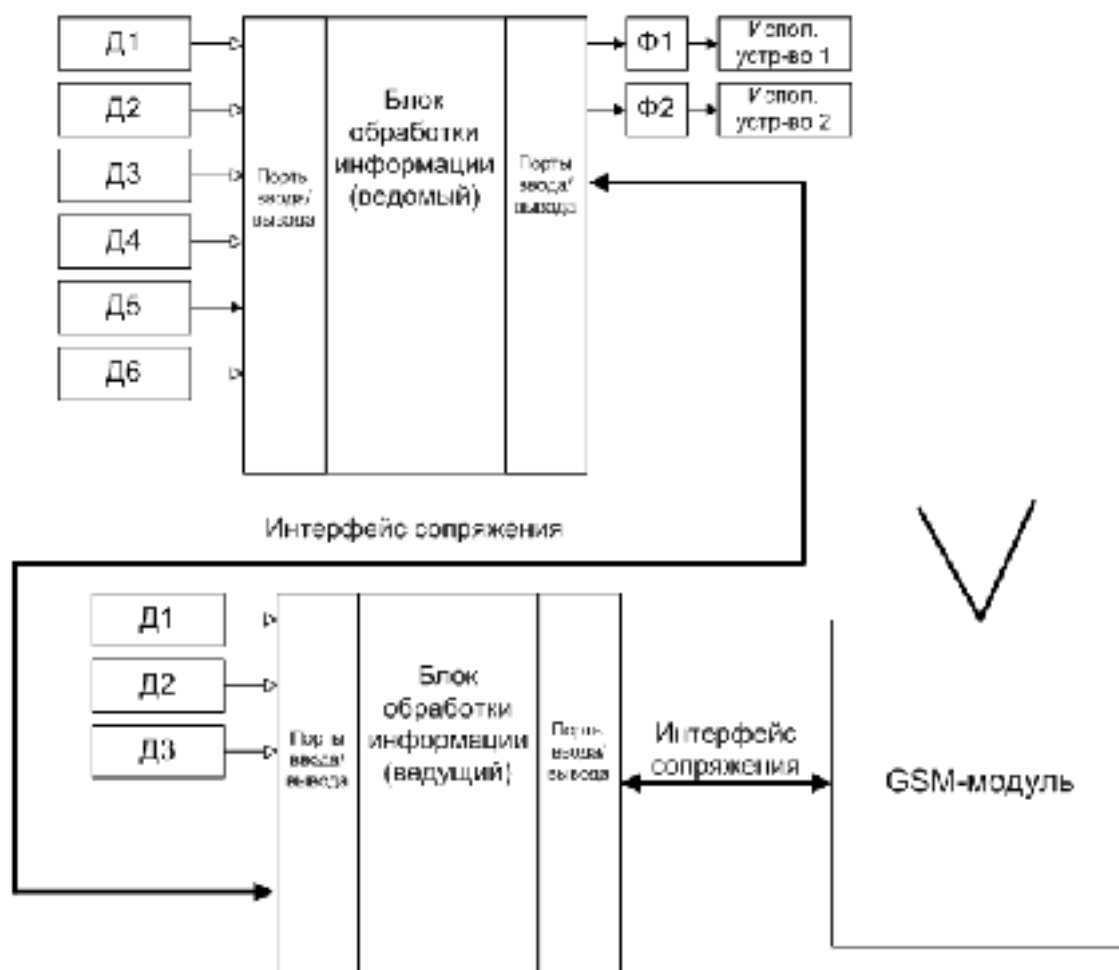 Д1
Д2
Д3
Д4
Д5
Д6
Порты
ввода/
вывода
Блок
обработки
информации
(ведомый)
Порты
ввода/
вывода
Ф1
Испол.
устр-во 1
Ф2
Испол.
устр-во 2
Интерфейс сопряжения
Д1
Д2
Д3
Порты
ввода/
вывода
Блок
обработки
информации
(ведущий)
Порты
ввода/
вывода
Интерфейс
сопряжения
GSM-модуль